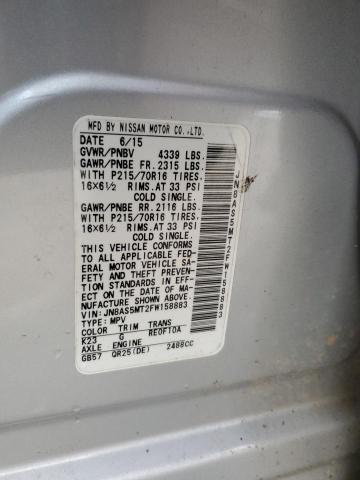 MFD BY NISSAN MOTOR CO.,LTD.
DATE 6/15
GVWR/PNBV 4339 LBS.
GAWR/PNBE FR.2315 LBS.
WITH P215/70R16 TIRES.
16X6½ RIMS.AT 33 PSI
COLD SINGLE.
GAWR/PNBE RR.2116 LBS.
WITH P215/70R16 TIRES.
16X6½ RIMS.AT 33 PSI
COLD SINGLE.
THIS VEHICLE CONFORMS
TO ALL APPLICABLE FED-
ERAL MOTOR VEHICLE SA-
FETY AND THEFT PREVEN-
TION STANDARDS IN EFF-
ECT ON THE DATE OF MA-
NUFACTURE SHOWN ABOVE.
VIN: JN8AS5MT2FW158883
TYPE: MPV
COLOR TRIM TRANS
K23 G RE0F10A
AXLE ENGINE
GB57 QR25(DE) 2488CC
JN8AS5MT2FW158883